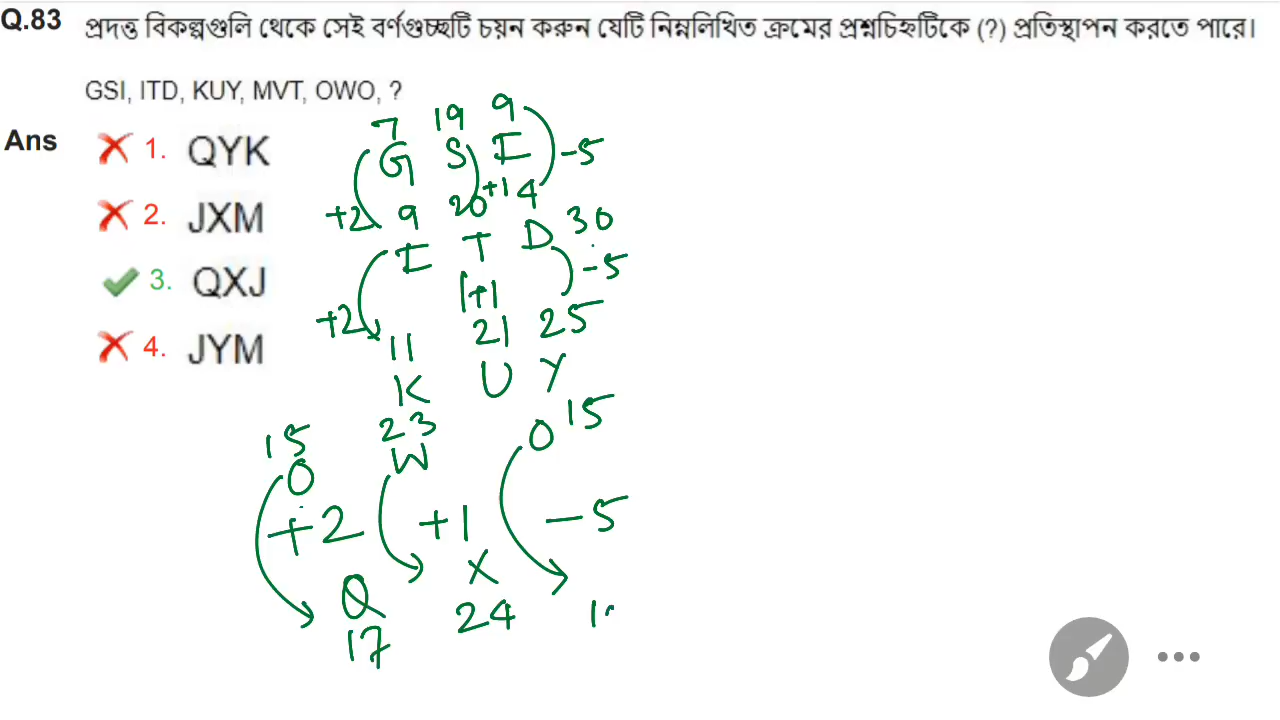 Q.83 প্রদত্ত বিকল্পগুলি থেকে সেই বর্ণগুচ্ছটি চয়ন করুন যেটি নিম্নলিখিত ক্রমের প্রশ্নচিহ্নটিকে (?) প্রতিস্থাপন করতে পারে।
GSI, ITD, KUY, MVT, OWO, ?
Ans
1. QYK
2. JXM
3. QXJ
4. JYM
7 19 9
G S I -5
+2 9 20 +1 4
I T D 30
+1 -5
+2 11 21 25
K U Y
15 23 15
O W O
+2 +1 -5
Q X
17 24